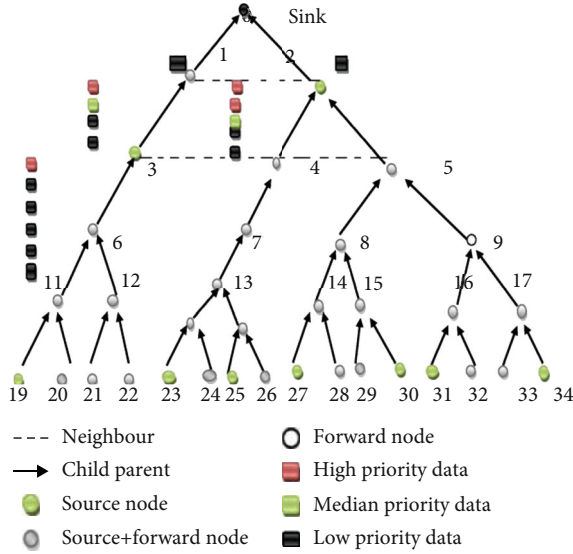 Sink
1 2
3 4 5
6 7 8 9
11 12 13 14 15 16 17
19 20 21 22 23 24 25 26 27 28 29 30 31 32 33 34
Neighbour
Child parent
Source node
Source+forward node
Forward node
High priority data
Median priority data
Low priority data